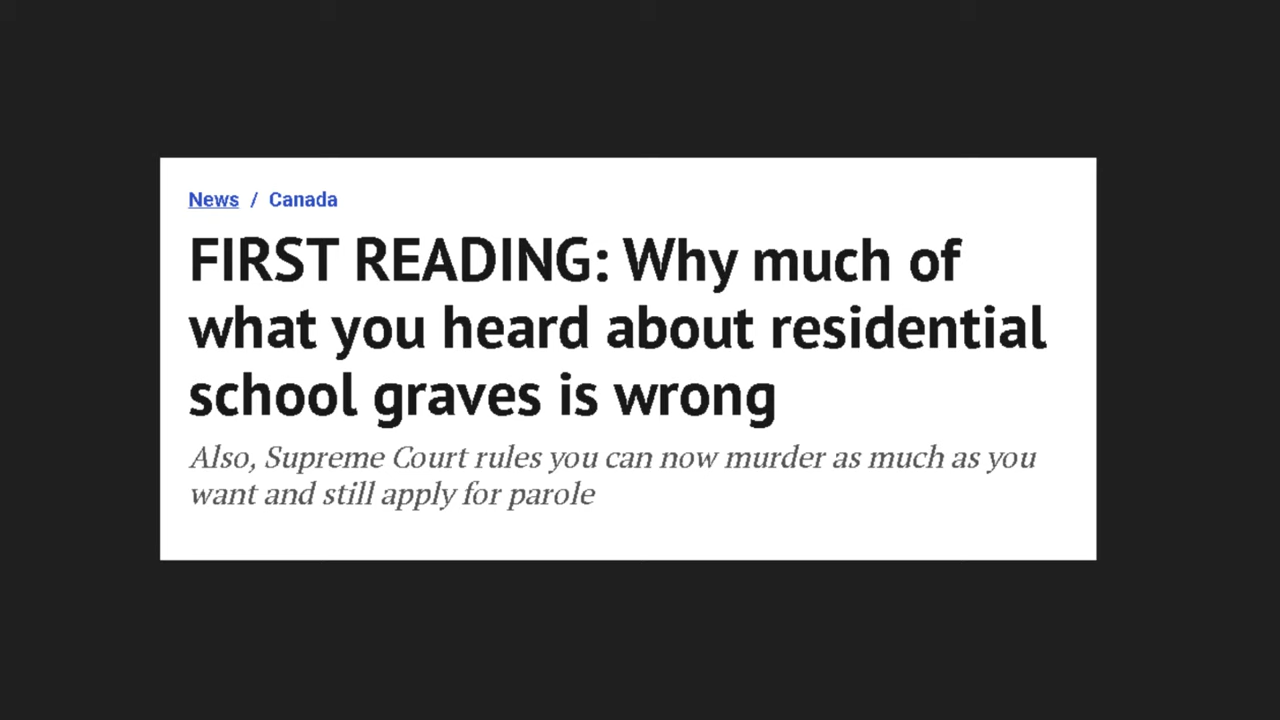 News / Canada
FIRST READING: Why much of
what you heard about residential
school graves is wrong
Also, Supreme Court rules you can now murder as much as you
want and still apply for parole